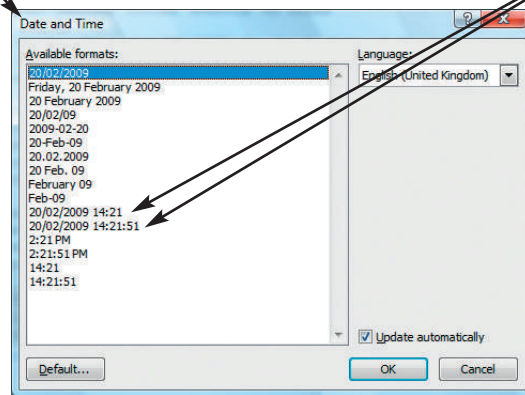 Date and Time
Available formats:
Language:
20/02/2009
English (United Kingdom)
Friday, 20 February 2009
20 February 2009
20/02/09
2009-02-20
20-Feb-09
20.02.2009
20 Feb. 09
February 09
Feb-09
20/02/2009 14:21
20/02/2009 14:21:51
2:21 PM
2:21:51 PM
14:21
14:21:51
Update automatically
Default...
OK
Cancel